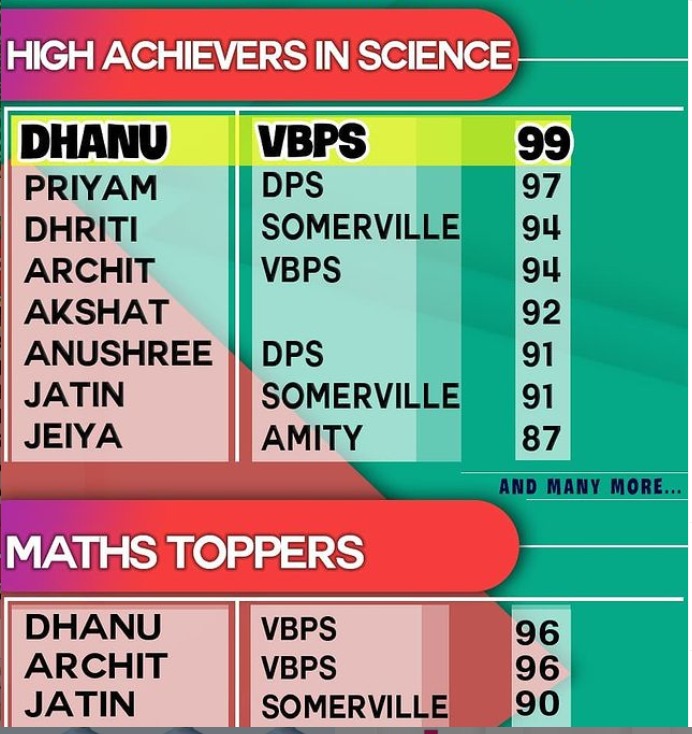 HIGH ACHIEVERS IN SCIENCE
DHANU VBPS 99
PRIYAM DPS 97
DHRITI SOMERVILLE 94
ARCHIT VBPS 94
AKSHAT 92
ANUSHREE DPS 91
JATIN SOMERVILLE 91
JEIYA AMITY 87
AND MANY MORE...
MATHS TOPPERS
DHANU VBPS 96
ARCHIT VBPS 96
JATIN SOMERVILLE 90